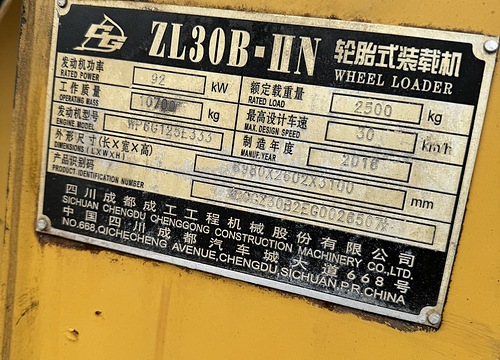 CG ZL30B-IIN 轮胎式装载机
WHEEL LOADER
发动机功率 92 kW 额定载重量 2500 kg
RATED POWER RATED LOAD
工作质量 kg 最高设计车速 30 km/h
OPERATING MASS MAX.DESIGN SPEED
发动机型号 制造年度 2016
ENGINE MODEL MANUF.YEAR
外形尺寸(长X宽X高) 6980X2602X3100 mm
DIMENSIONS(LXWXH)
产品识别码
PRODUCT IDENTIFICATION NUMBER
四川成都成工工程机械股份有限公司
SICHUAN CHENGDU CHENGGONG CONSTRUCTION MACHINERY CO.,LTD.
中国四川成都汽车城大道668号
NO.668,QICHECHENG AVENUE,CHENGDU,SICHUAN,P.R.CHINA